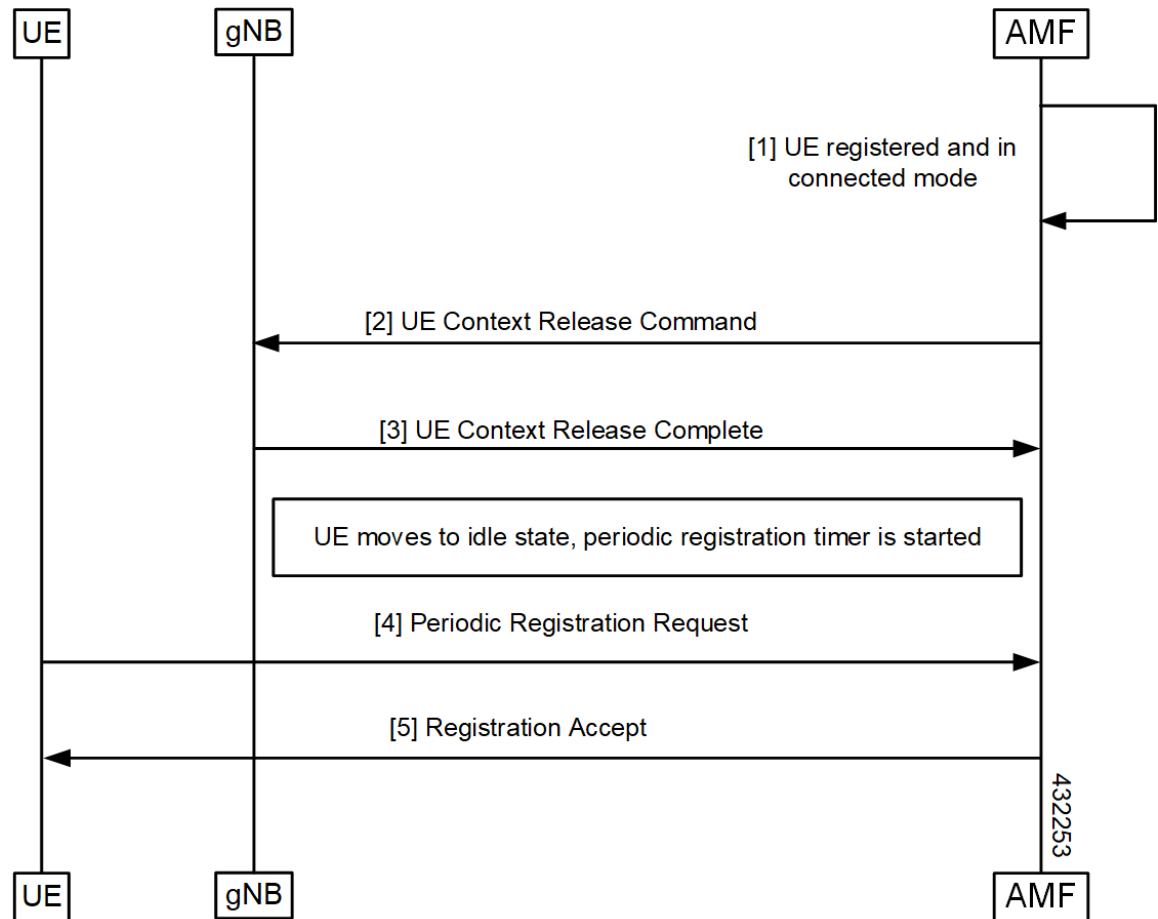 UE
gNB
AMF
[1] UE registered and in
connected mode
[2] UE Context Release Command
[3] UE Context Release Complete
UE moves to idle state, periodic registration timer is started
[4] Periodic Registration Request
[5] Registration Accept
432253
UE
gNB
AMF